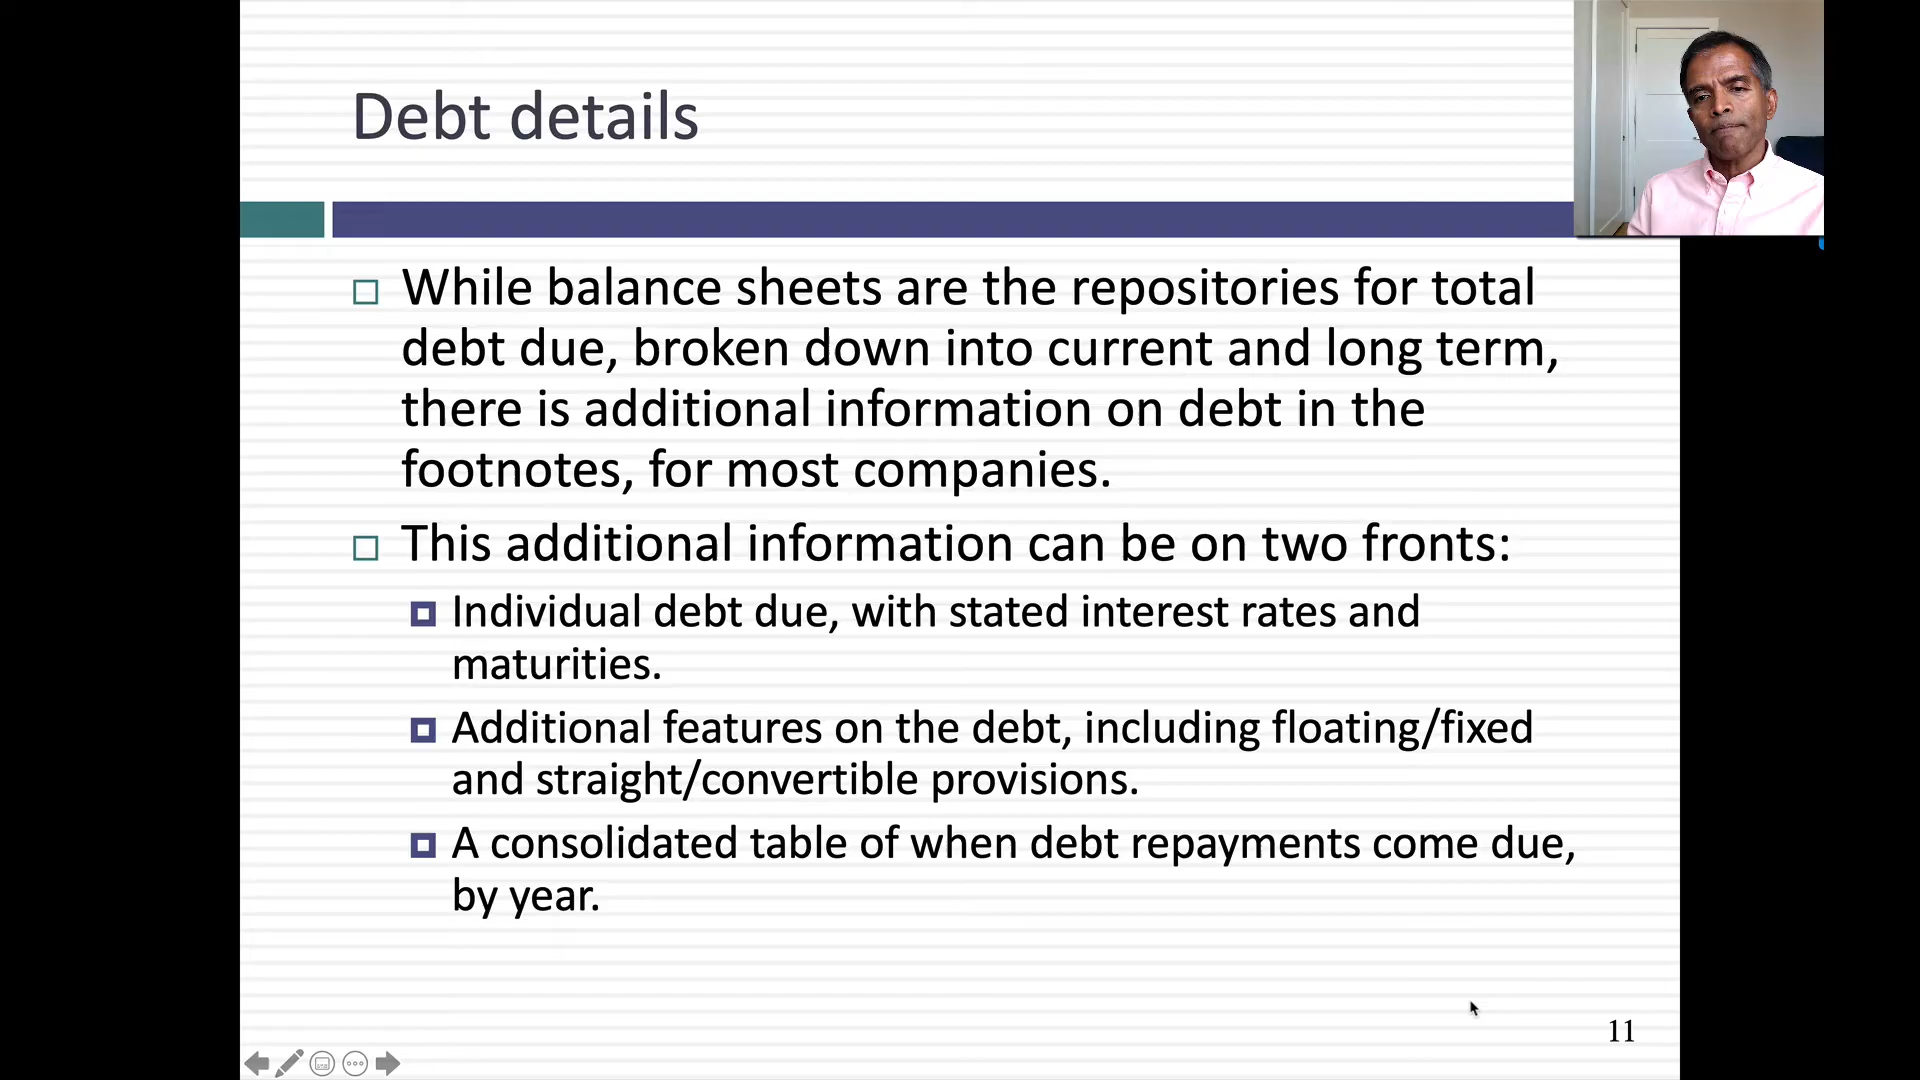 Debt details
While balance sheets are the repositories for total
debt due, broken down into current and long term,
there is additional information on debt in the
footnotes, for most companies.
This additional information can be on two fronts:
Individual debt due, with stated interest rates and
maturities.
Additional features on the debt, including floating/fixed
and straight/convertible provisions.
A consolidated table of when debt repayments come due,
by year.
11